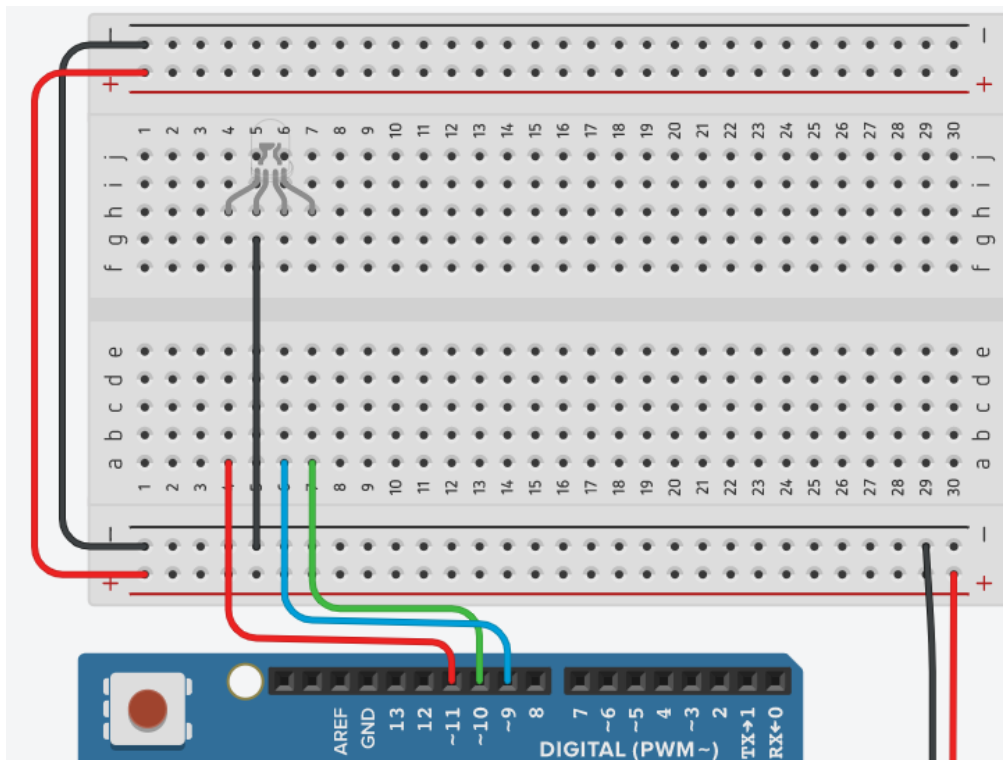 − −
+ +
1 2 3 4 5 6 7 8 9 10 11 12 13 14 15 16 17 18 19 20 21 22 23 24 25 26 27 28 29 30
j j
i i
h h
g g
f f
e e
d d
c c
b b
a a
1 2 3 4 5 6 7 8 9 10 11 12 13 14 15 16 17 18 19 20 21 22 23 24 25 26 27 28 29 30
− −
+ +
AREF GND 13 12 ~11 ~10 ~9 8 7 ~6 ~5 4 ~3 2 TX→1 RX←0
DIGITAL (PWM~)